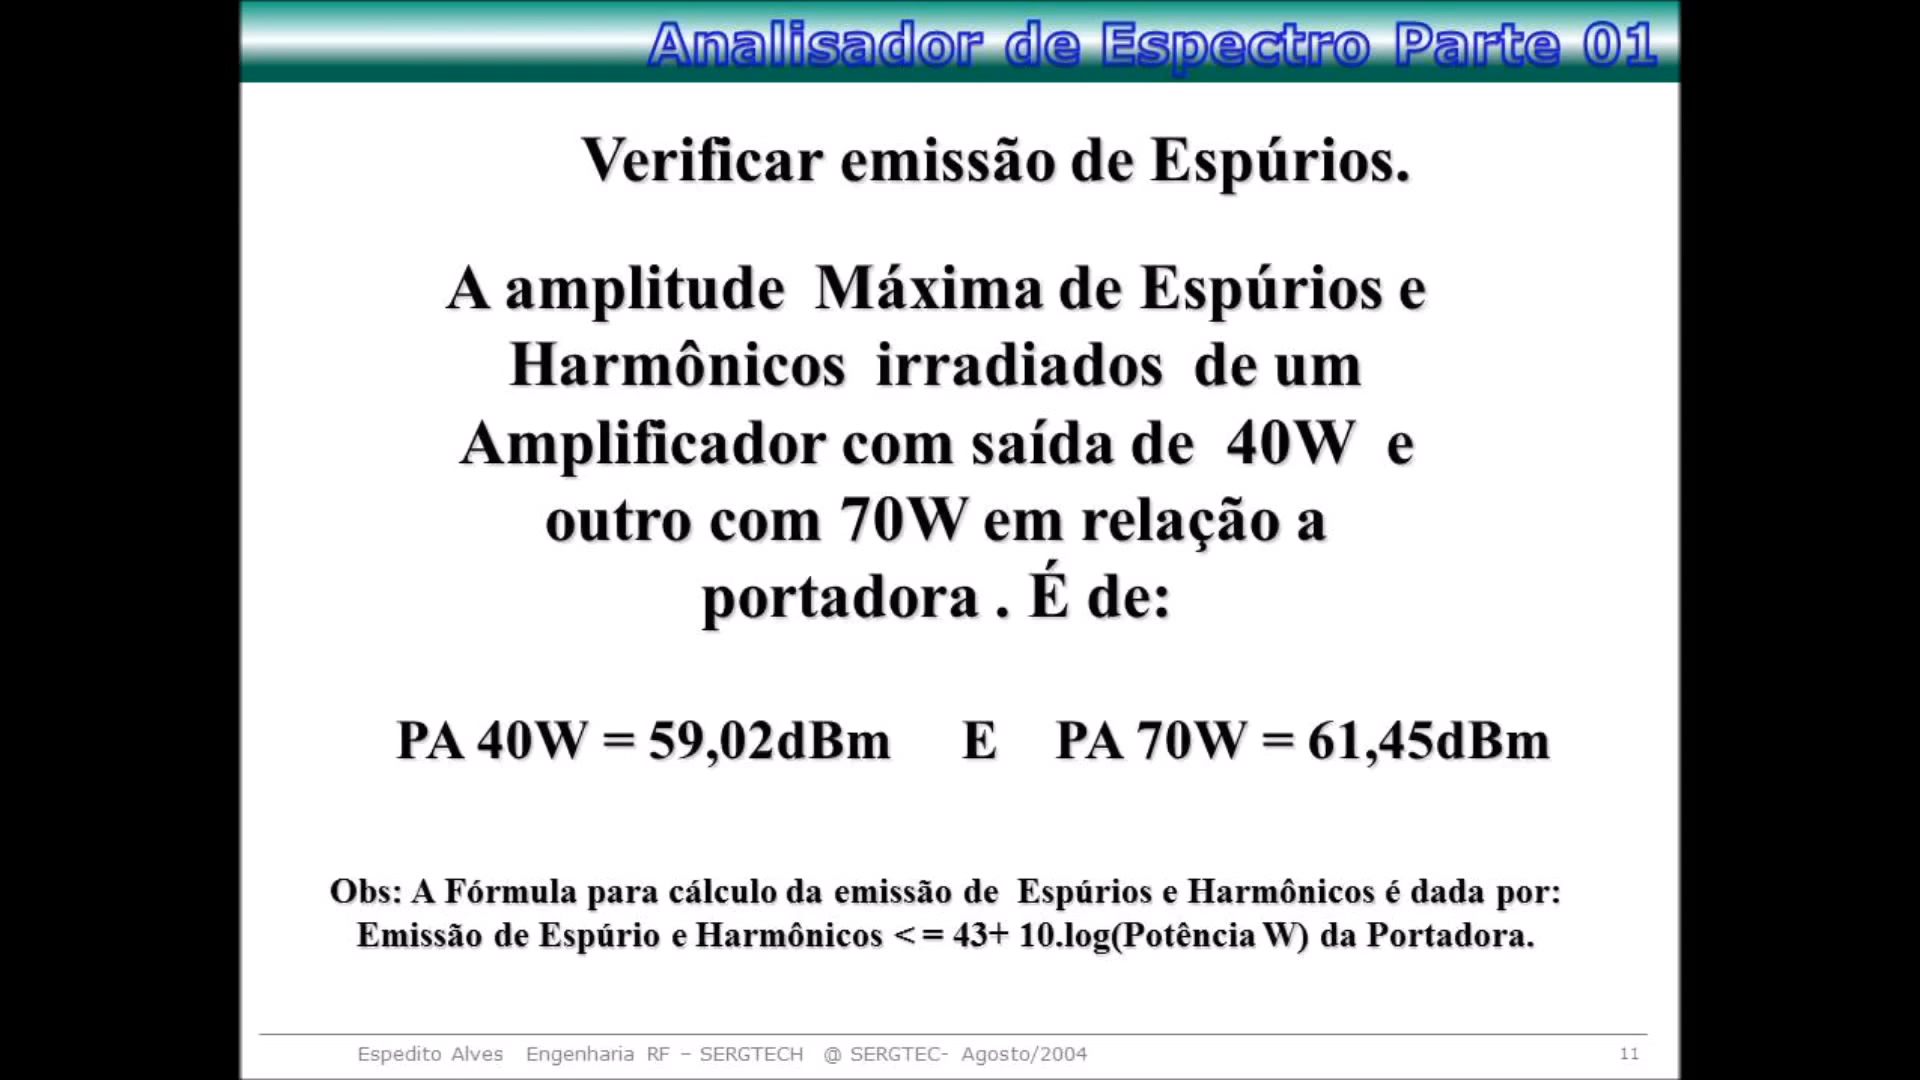 Analisador de Espectro Parte 01
Verificar emissão de Espúrios.
A amplitude Máxima de Espúrios e
Harmônicos irradiados de um
Amplificador com saída de 40W e
outro com 70W em relação a
portadora . É de:
PA 40W = 59,02dBm E PA 70W = 61,45dBm
Obs: A Fórmula para cálculo da emissão de Espúrios e Harmônicos é dada por:
Emissão de Espúrio e Harmônicos < = 43+ 10.log(Potência W) da Portadora.
Espedito Alves Engenharia RF – SERGTECH @ SERGTEC- Agosto/2004 11